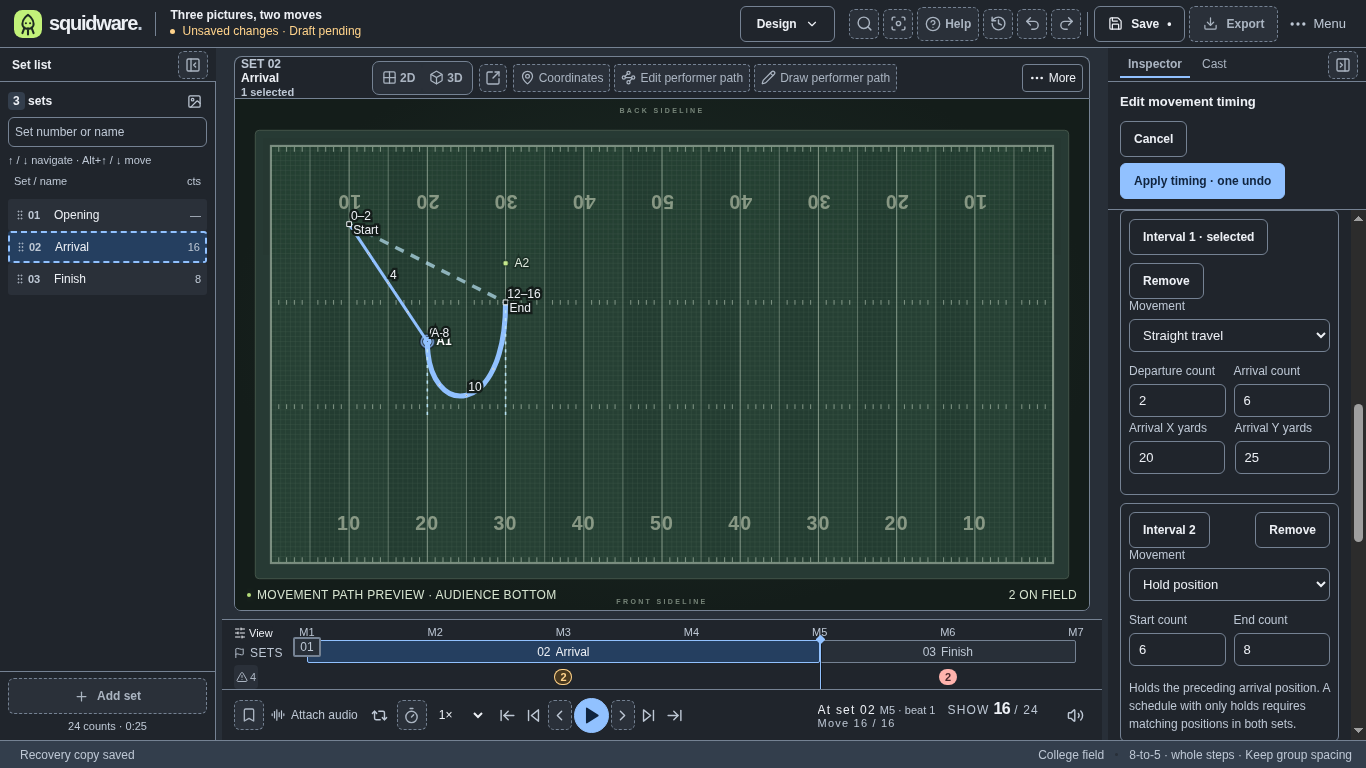 squidware.
Three pictures, two moves
Unsaved changes · Draft pending
Design
Help
Save •
Export
Menu
Set list
3 sets
Set number or name
↑ / ↓ navigate · Alt+↑ / ↓ move
Set / name cts
01 Opening —
02 Arrival 16
03 Finish 8
Add set
24 counts · 0:25
SET 02
Arrival
1 selected
2D
3D
Coordinates
Edit performer path
Draw performer path
More
BACK SIDELINE
10 20 30 40 50 40 30 20 10
0–2
Start
A2
4
12–16
End
A1
10
10 20 30 40 50 40 30 20 10
MOVEMENT PATH PREVIEW · AUDIENCE BOTTOM
FRONT SIDELINE
2 ON FIELD
View
M1 M2 M3 M4 M5 M6 M7
SETS
01
02 Arrival
03 Finish
4
2
2
Attach audio
1×
At set 02 M5 · beat 1 SHOW 16 / 24
Move 16 / 16
Inspector
Cast
Edit movement timing
Cancel
Apply timing · one undo
Interval 1 · selected
Remove
Movement
Straight travel
Departure count Arrival count
2 6
Arrival X yards Arrival Y yards
20 25
Interval 2 Remove
Movement
Hold position
Start count End count
6 8
Holds the preceding arrival position. A
schedule with only holds requires
matching positions in both sets.
Recovery copy saved
College field · 8-to-5 · whole steps · Keep group spacing